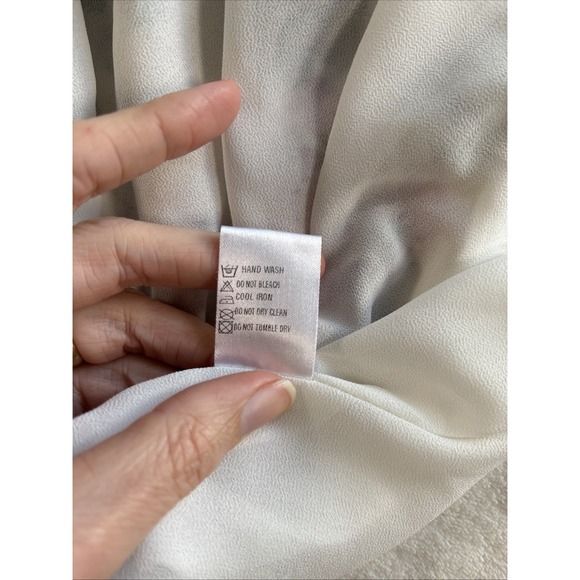 HAND WASH
DO NOT BLEACH
COOL IRON
DO NOT DRY CLEAN
DO NOT TUMBLE DRY